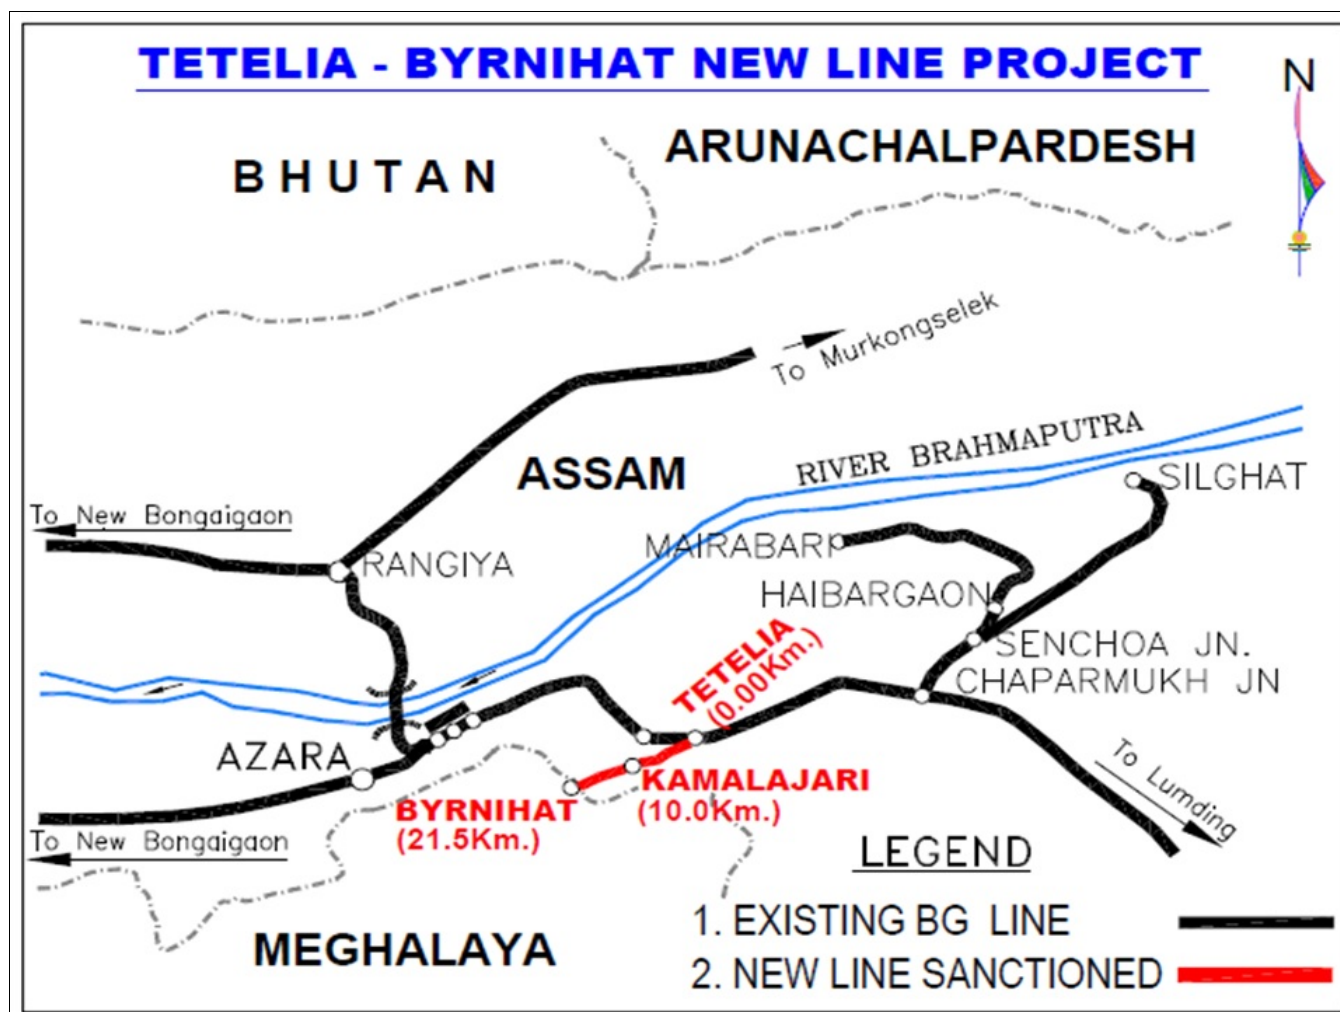 TETELIA - BYRNIHAT NEW LINE PROJECT
N
BHUTAN
ARUNACHALPARDESH
To Murkongselek
ASSAM
RIVER BRAHMAPUTRA
SILGHAT
To New Bongaigaon
RANGIYA
MAIRABARI
HAIBARGAON
TETELIA
(0.00Km.)
SENCHOA JN.
CHAPARMUKH JN
AZARA
KAMALAJARI
(10.0Km.)
BYRNIHAT
(21.5Km.)
To Lumding
To New Bongaigaon
MEGHALAYA
LEGEND
1. EXISTING BG LINE
2. NEW LINE SANCTIONED